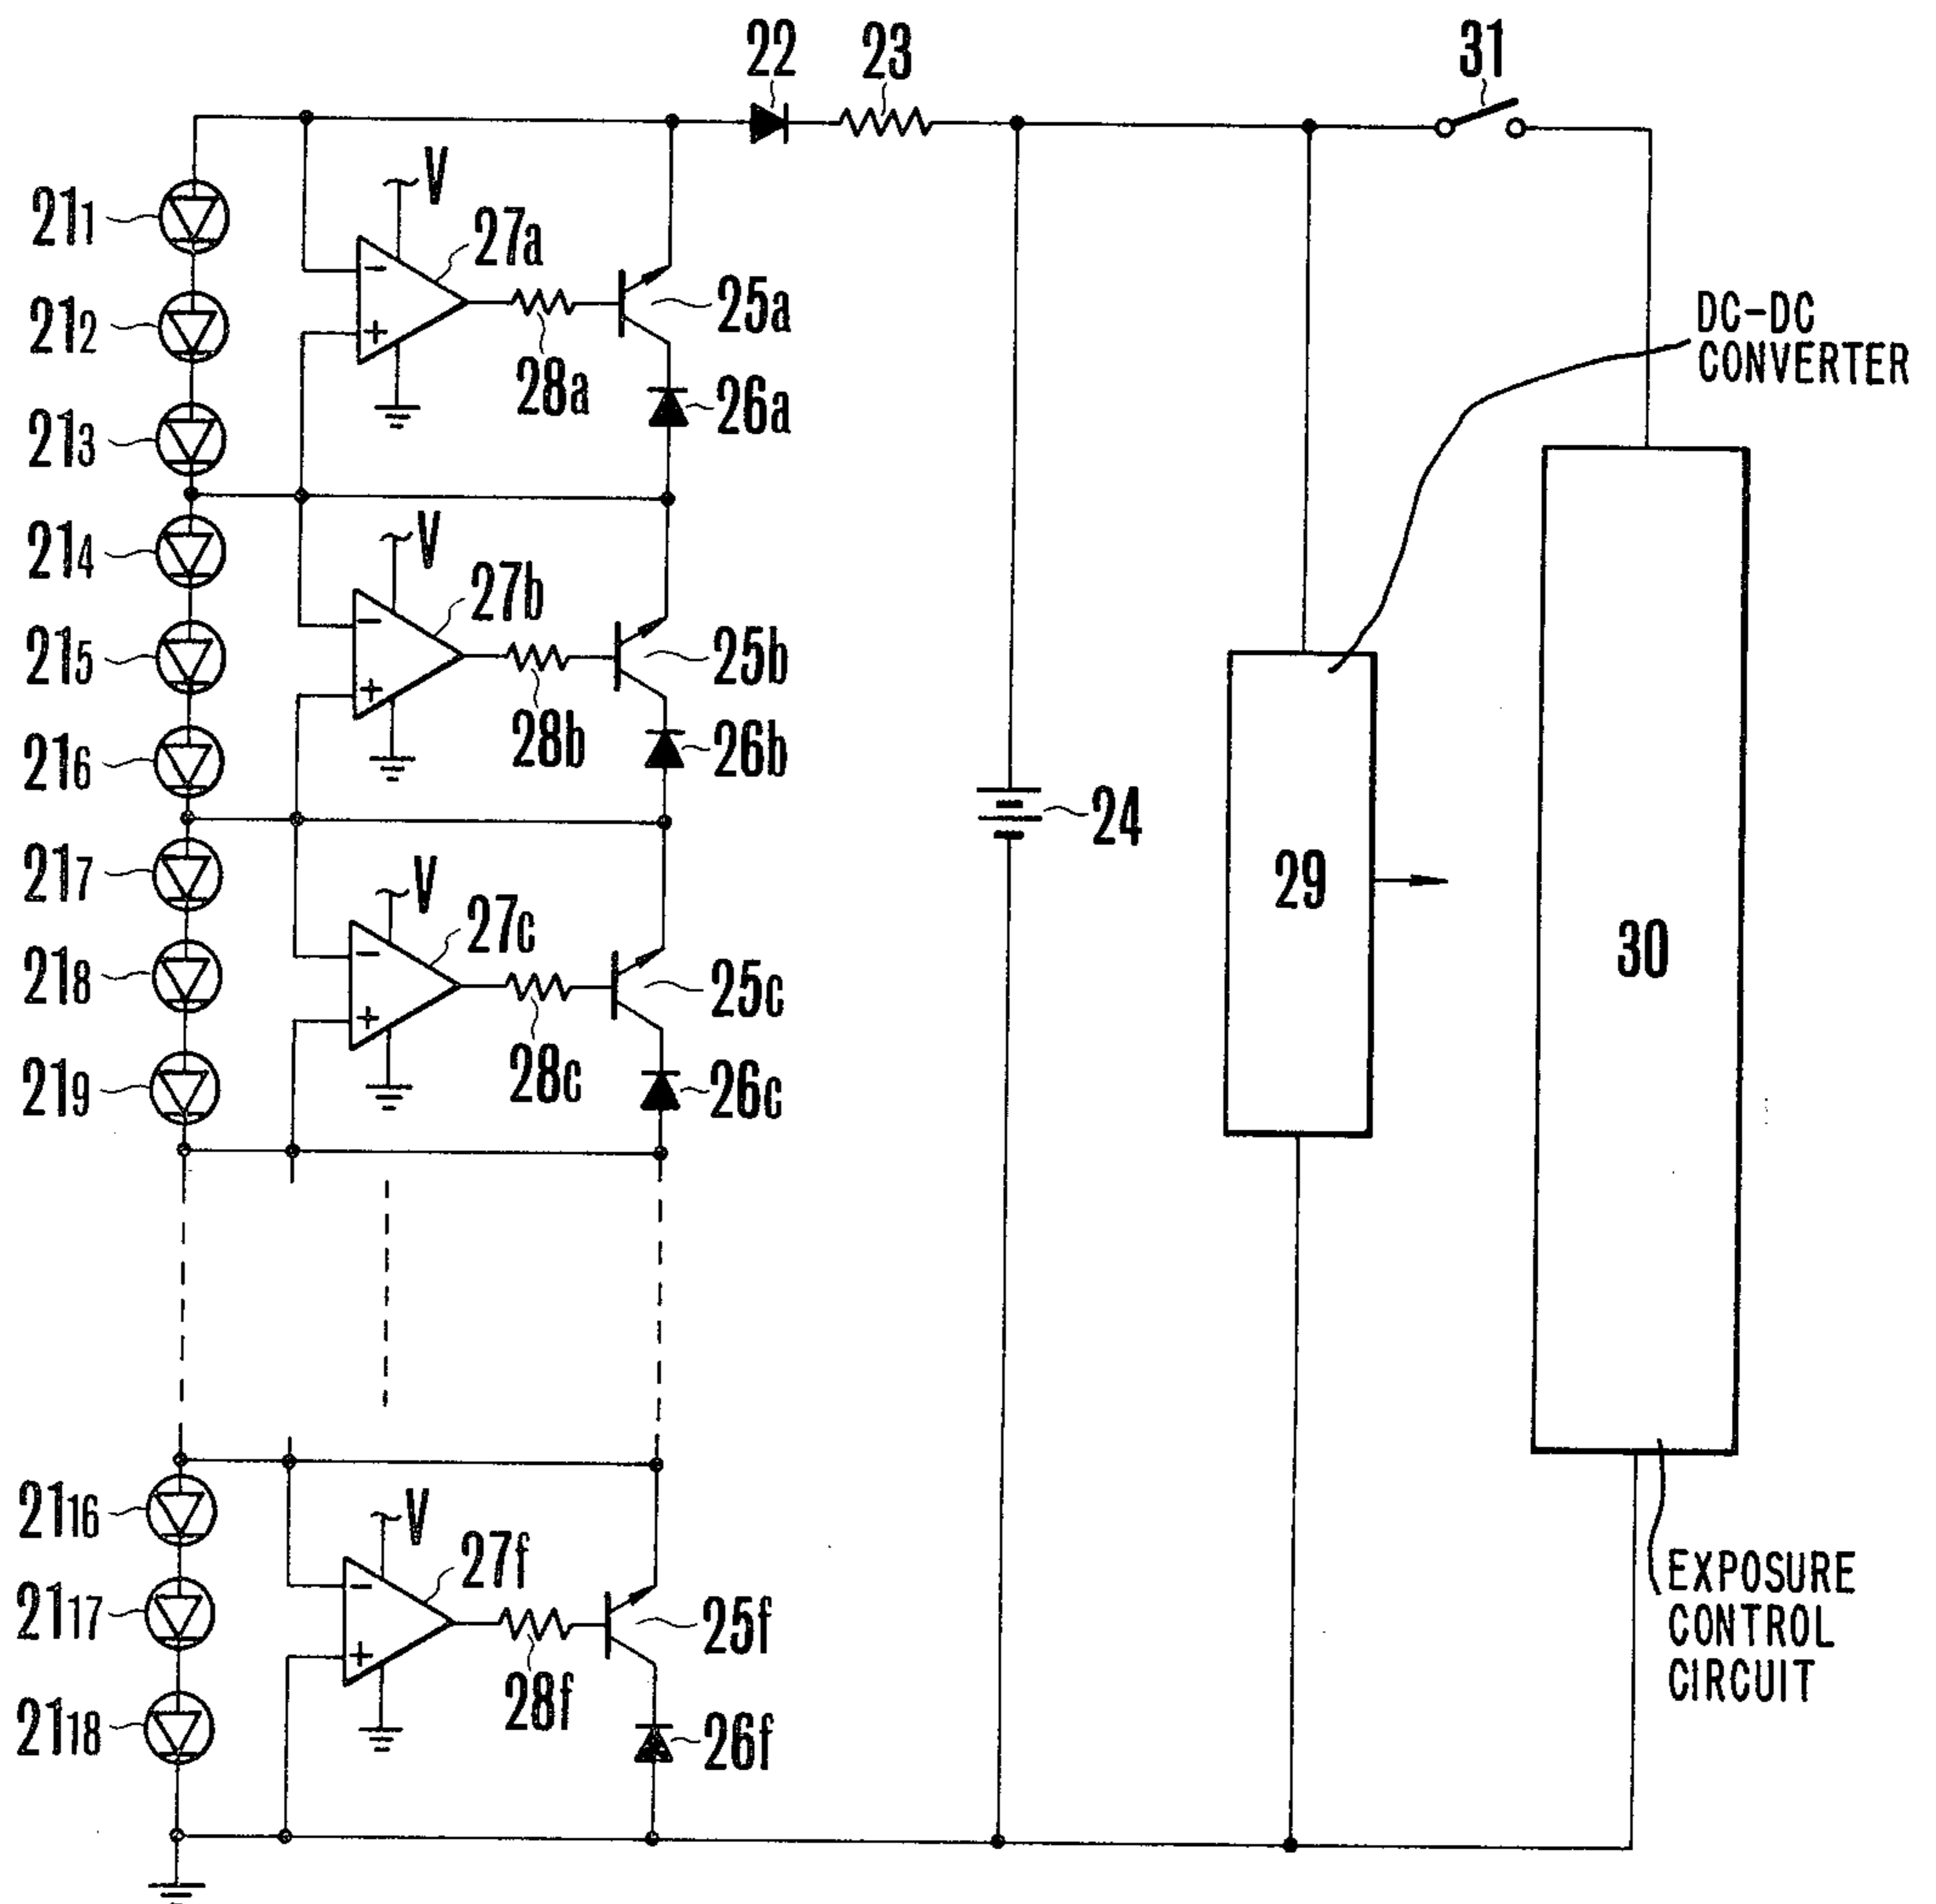 22
23
31
V
211
27a
25a
212
28a
26a
DC-DC
CONVERTER
213
V
214
27b
25b
215
28b
26b
216
24
V
217
29
27c
30
218
25c
28c
219
26c
2116
V
27f
EXPOSURE
CONTROL
CIRCUIT
2117
25f
28f
2118
26f
- + - + - + - +